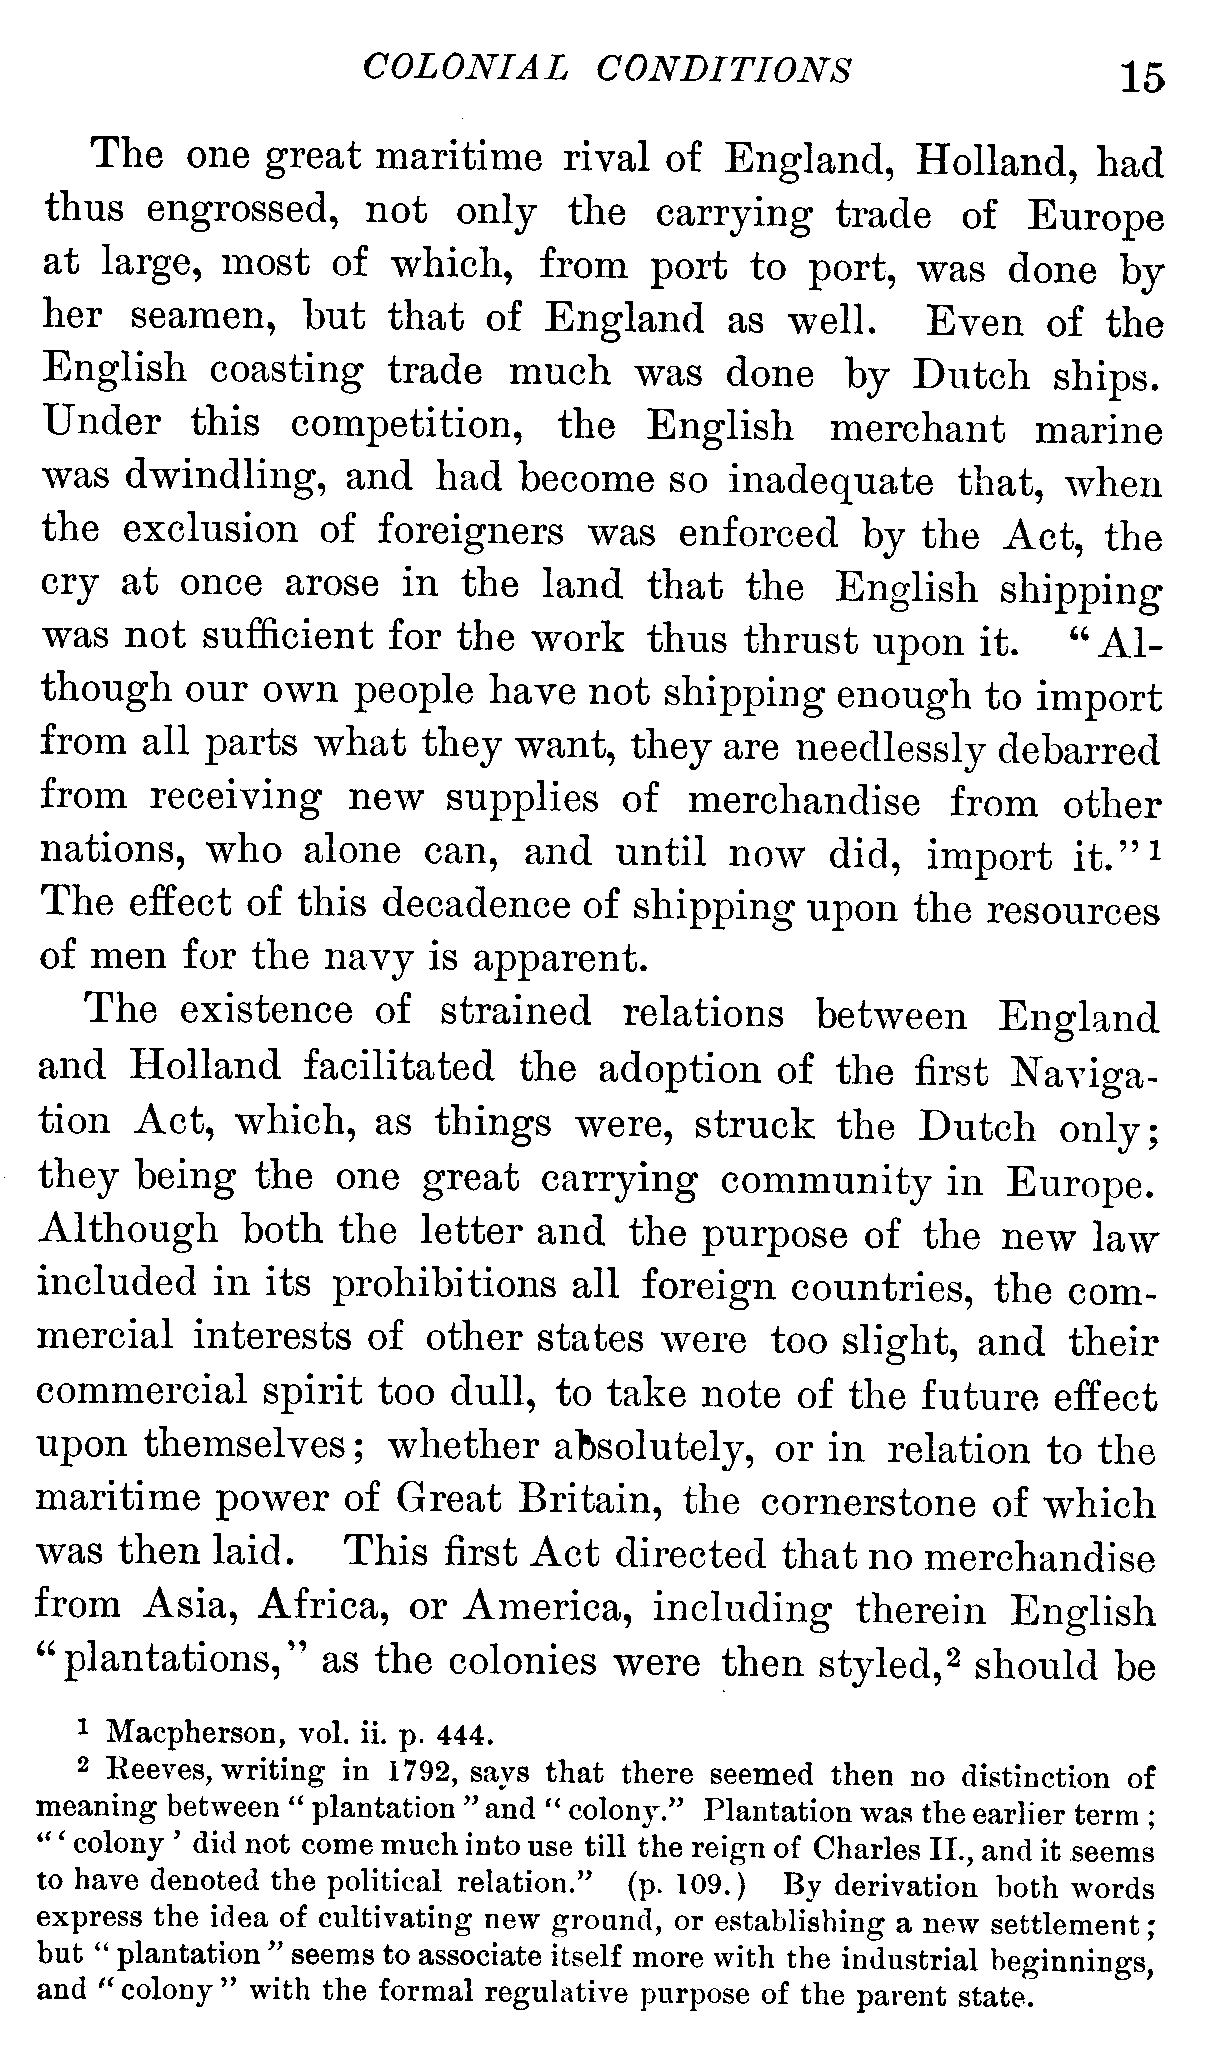 COLONIAL CONDITIONS 15
The one great maritime rival of England, Holland, had
thus engrossed, not only the carrying trade of Europe
at large, most of which, from port to port, was done by
her seamen, but that of England as well. Even of the
English coasting trade much was done by Dutch ships.
Under this competition, the English merchant marine
was dwindling, and had become so inadequate that, when
the exclusion of foreigners was enforced by the Act, the
cry at once arose in the land that the English shipping
was not sufficient for the work thus thrust upon it. "Al-
though our own people have not shipping enough to import
from all parts what they want, they are needlessly debarred
from receiving new supplies of merchandise from other
nations, who alone can, and until now did, import it."¹
The effect of this decadence of shipping upon the resources
of men for the navy is apparent.
The existence of strained relations between England
and Holland facilitated the adoption of the first Naviga-
tion Act, which, as things were, struck the Dutch only;
they being the one great carrying community in Europe.
Although both the letter and the purpose of the new law
included in its prohibitions all foreign countries, the com-
mercial interests of other states were too slight, and their
commercial spirit too dull, to take note of the future effect
upon themselves; whether absolutely, or in relation to the
maritime power of Great Britain, the cornerstone of which
was then laid. This first Act directed that no merchandise
from Asia, Africa, or America, including therein English
"plantations," as the colonies were then styled,² should be
¹ Macpherson, vol. ii. p. 444.
² Reeves, writing in 1792, says that there seemed then no distinction of
meaning between "plantation" and "colony." Plantation was the earlier term;
"'colony' did not come much into use till the reign of Charles II., and it seems
to have denoted the political relation." (p. 109.) By derivation both words
express the idea of cultivating new ground, or establishing a new settlement;
but "plantation" seems to associate itself more with the industrial beginnings,
and "colony" with the formal regulative purpose of the parent state.